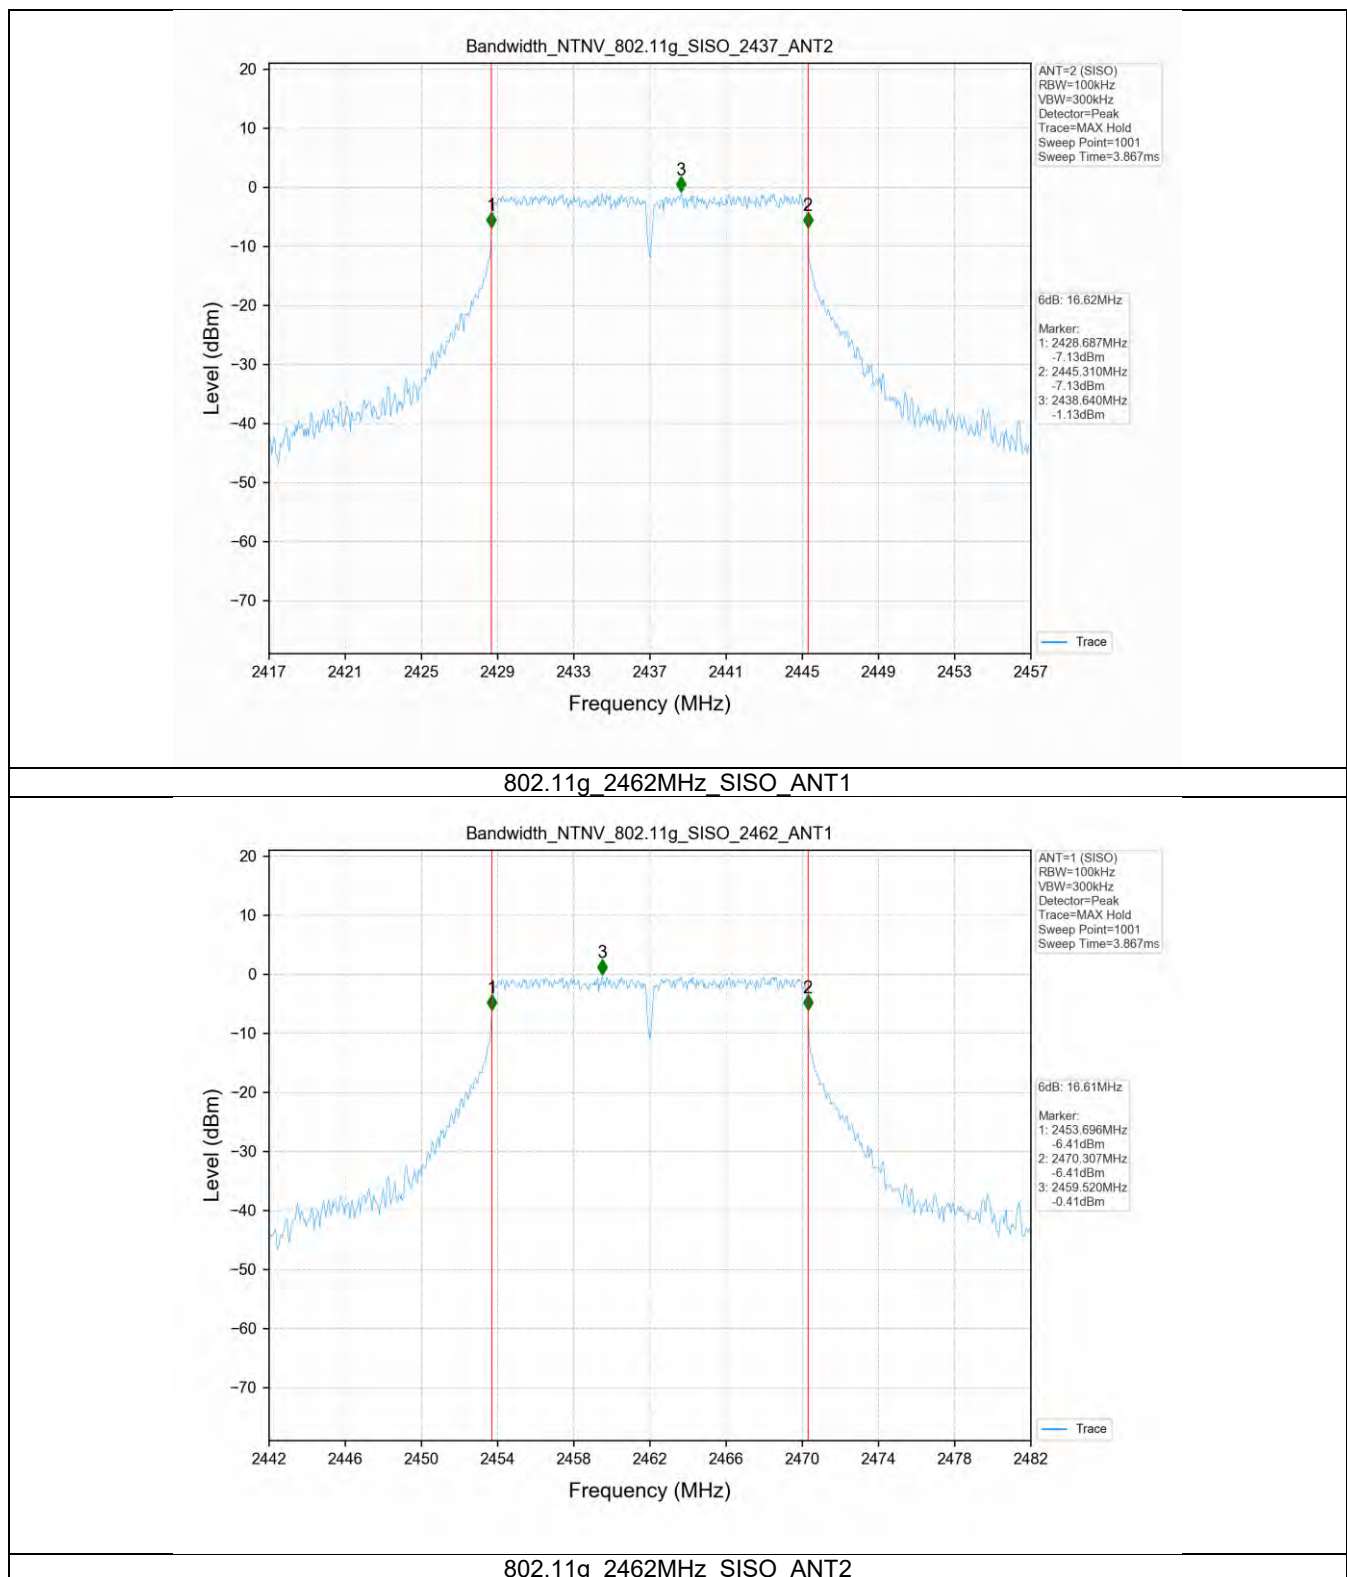 Bandwidth_NTNV_802.11g_SISO_2437_ANT2
ANT=2 (SISO)
RBW=100kHz
VBW=300kHz
Detector=Peak
Trace=MAX Hold
Sweep Point=1001
Sweep Time=3.867ms
20
10
0
−10
−20
−30
−40
−50
−60
−70
Level (dBm)
1
2
3
6dB: 16.62MHz
Marker:
1: 2428.687MHz
-7.13dBm
2: 2445.310MHz
-7.13dBm
3: 2438.640MHz
-1.13dBm
Trace
2417 2421 2425 2429 2433 2437 2441 2445 2449 2453 2457
Frequency (MHz)
802.11g_2462MHz_SISO_ANT1
Bandwidth_NTNV_802.11g_SISO_2462_ANT1
ANT=1 (SISO)
RBW=100kHz
VBW=300kHz
Detector=Peak
Trace=MAX Hold
Sweep Point=1001
Sweep Time=3.867ms
20
10
0
−10
−20
−30
−40
−50
−60
−70
Level (dBm)
1
2
3
6dB: 16.61MHz
Marker:
1: 2453.696MHz
-6.41dBm
2: 2470.307MHz
-6.41dBm
3: 2459.520MHz
-0.41dBm
Trace
2442 2446 2450 2454 2458 2462 2466 2470 2474 2478 2482
Frequency (MHz)
802.11g_2462MHz_SISO_ANT2